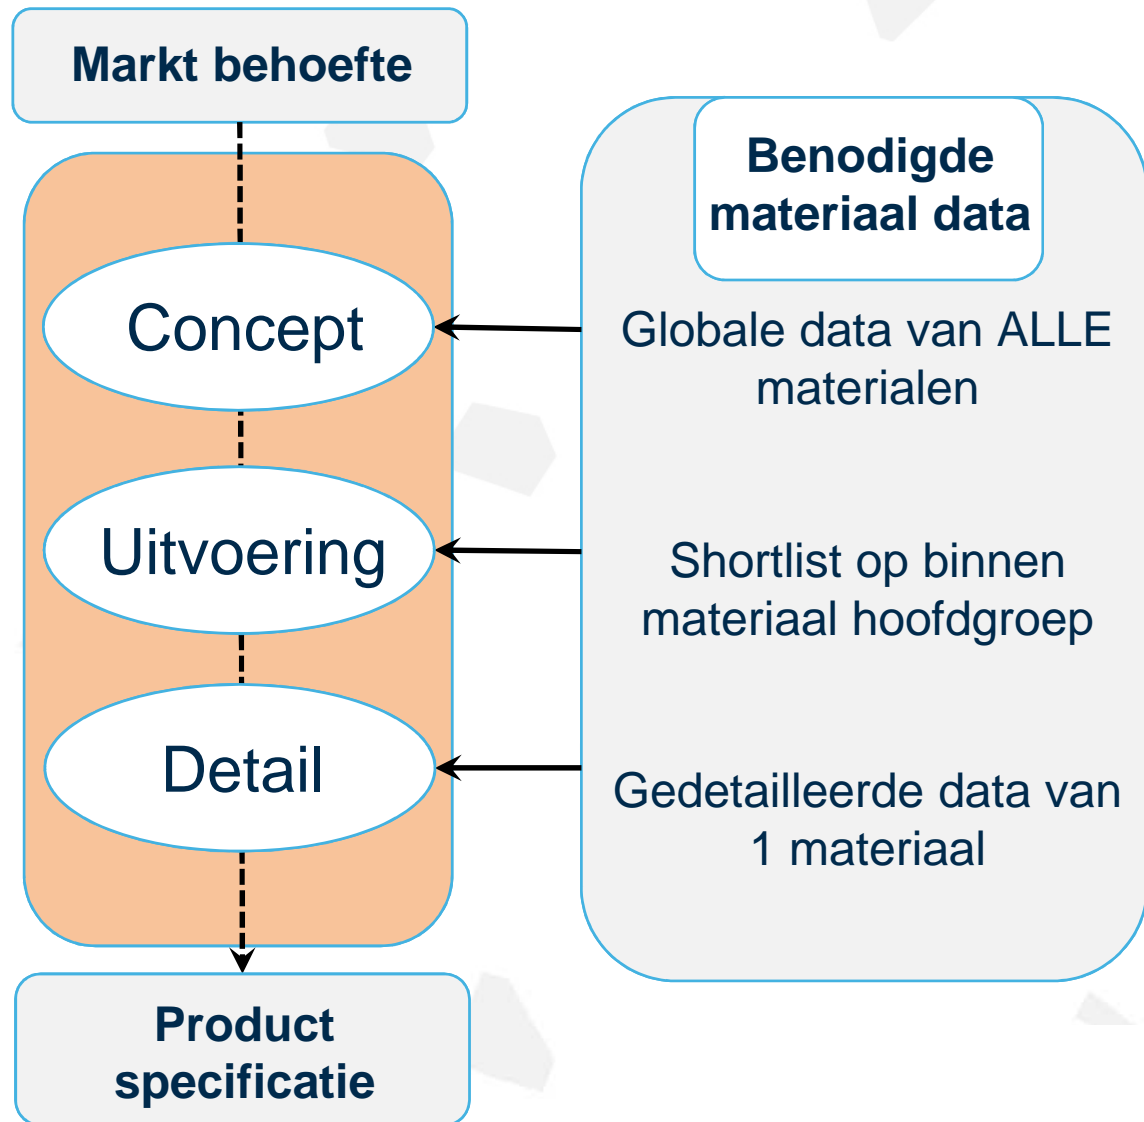 Markt behoefte
Benodigde
materiaal data
Concept
Globale data van ALLE
materialen
Uitvoering
Shortlist op binnen
materiaal hoofdgroep
Detail
Gedetailleerde data van
1 materiaal
Product
specificatie